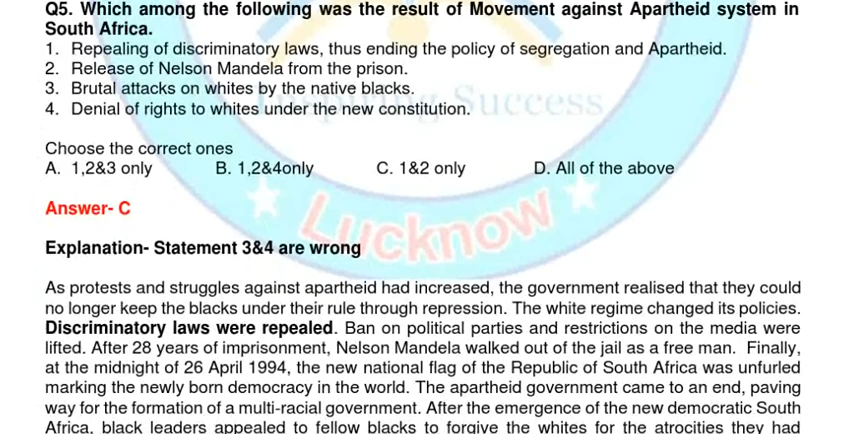 Q5. Which among the following was the result of Movement against Apartheid system in
South Africa.
1. Repealing of discriminatory laws, thus ending the policy of segregation and Apartheid.
2. Release of Nelson Mandela from the prison.
3. Brutal attacks on whites by the native blacks.
4. Denial of rights to whites under the new constitution.
Inspiring Success
Choose the correct ones
A. 1,2&3 only B. 1,2&4only C. 1&2 only D. All of the above
Answer- C
Lucknow
Explanation- Statement 3&4 are wrong
As protests and struggles against apartheid had increased, the government realised that they could
no longer keep the blacks under their rule through repression. The white regime changed its policies.
Discriminatory laws were repealed. Ban on political parties and restrictions on the media were
lifted. After 28 years of imprisonment, Nelson Mandela walked out of the jail as a free man. Finally,
at the midnight of 26 April 1994, the new national flag of the Republic of South Africa was unfurled
marking the newly born democracy in the world. The apartheid government came to an end, paving
way for the formation of a multi-racial government. After the emergence of the new democratic South
Africa, black leaders appealed to fellow blacks to forgive the whites for the atrocities they had